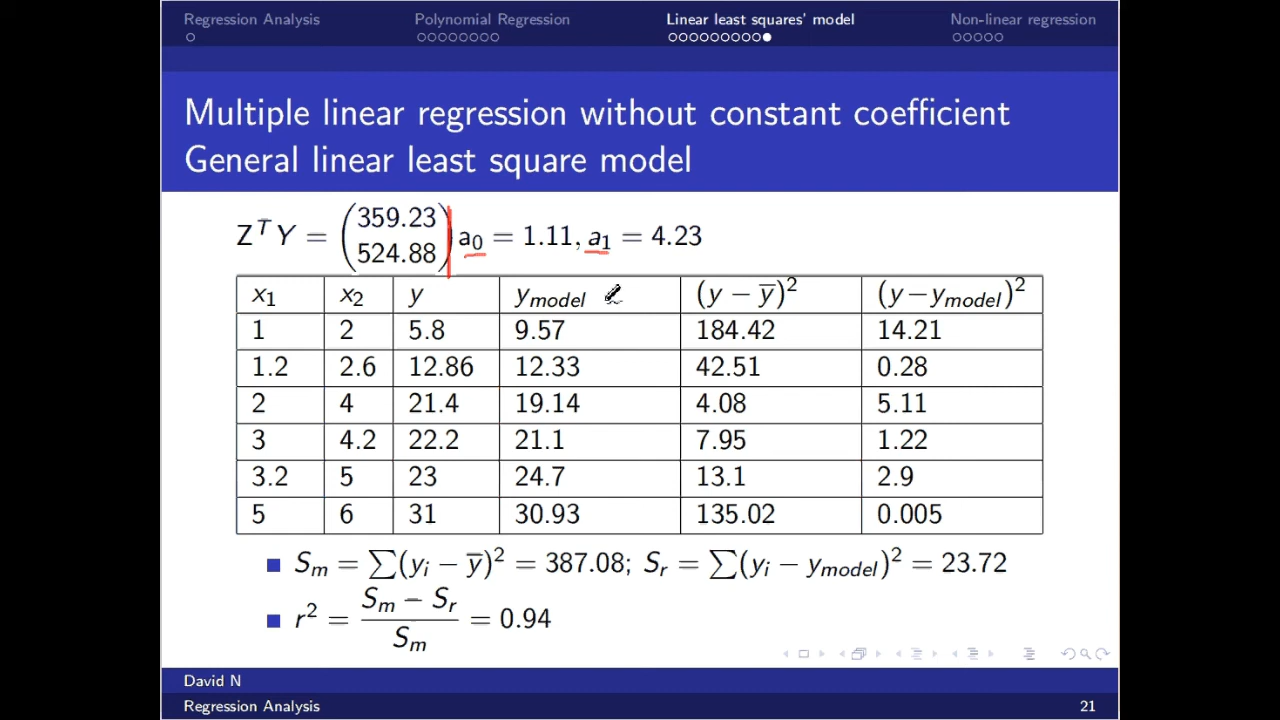 Regression Analysis Polynomial Regression Linear least squares' model Non-linear regression
Multiple linear regression without constant coefficient
General linear least square model
Z^T Y = (359.23 524.88) a₀ = 1.11, a₁ = 4.23
x₁ x₂ y y_model (y − ȳ)² (y−y_model)²
1 2 5.8 9.57 184.42 14.21
1.2 2.6 12.86 12.33 42.51 0.28
2 4 21.4 19.14 4.08 5.11
3 4.2 22.2 21.1 7.95 1.22
3.2 5 23 24.7 13.1 2.9
5 6 31 30.93 135.02 0.005
S_m = ∑(y_i − ȳ)² = 387.08; S_r = ∑(y_i − y_model)² = 23.72
r² = (S_m − S_r)/S_m = 0.94
David N
Regression Analysis 21